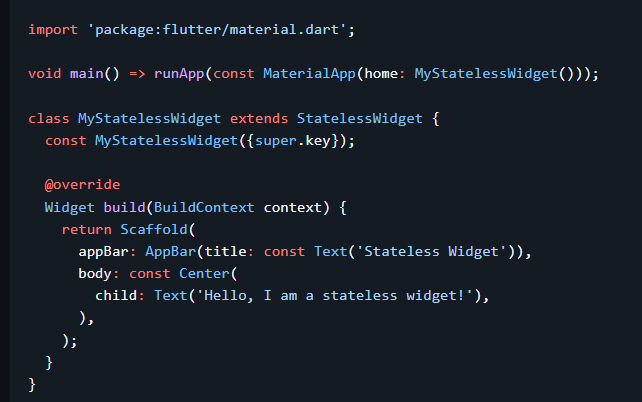 import 'package:flutter/material.dart';
void main() => runApp(const MaterialApp(home: MyStatelessWidget()));
class MyStatelessWidget extends StatelessWidget {
const MyStatelessWidget({super.key});
@override
Widget build(BuildContext context) {
return Scaffold(
appBar: AppBar(title: const Text('Stateless Widget')),
body: const Center(
child: Text('Hello, I am a stateless widget!'),
),
);
}
}